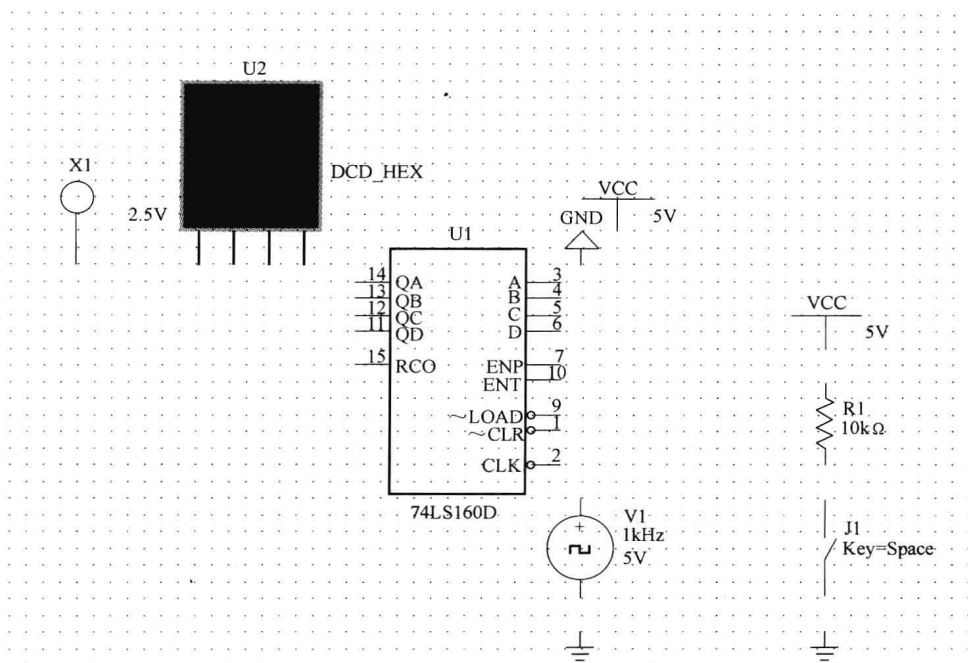 U2
X1
DCD_HEX
2.5V
VCC
5V
GND
U1
14 QA A 3
13 QB B 4
12 QC C 5
11 QD D 6
15 RCO ENP 7
ENT 10
~LOAD 9
~CLR 1
CLK 2
74LS160D
VCC
5V
R1
10kΩ
V1
1kHz
5V
J1
Key=Space